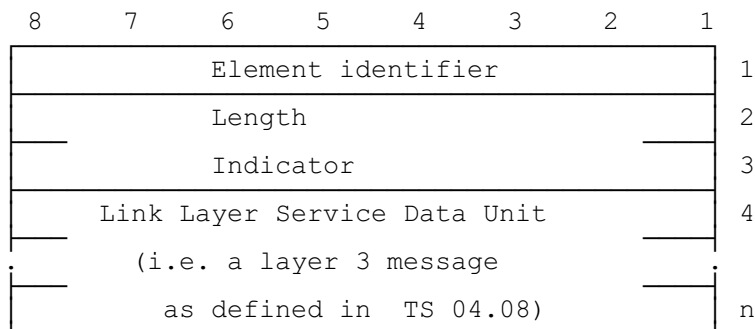 8 7 6 5 4 3 2 1
Element identifier 1
Length 2
Indicator 3
Link Layer Service Data Unit 4
. (i.e. a layer 3 message .
as defined in TS 04.08) n